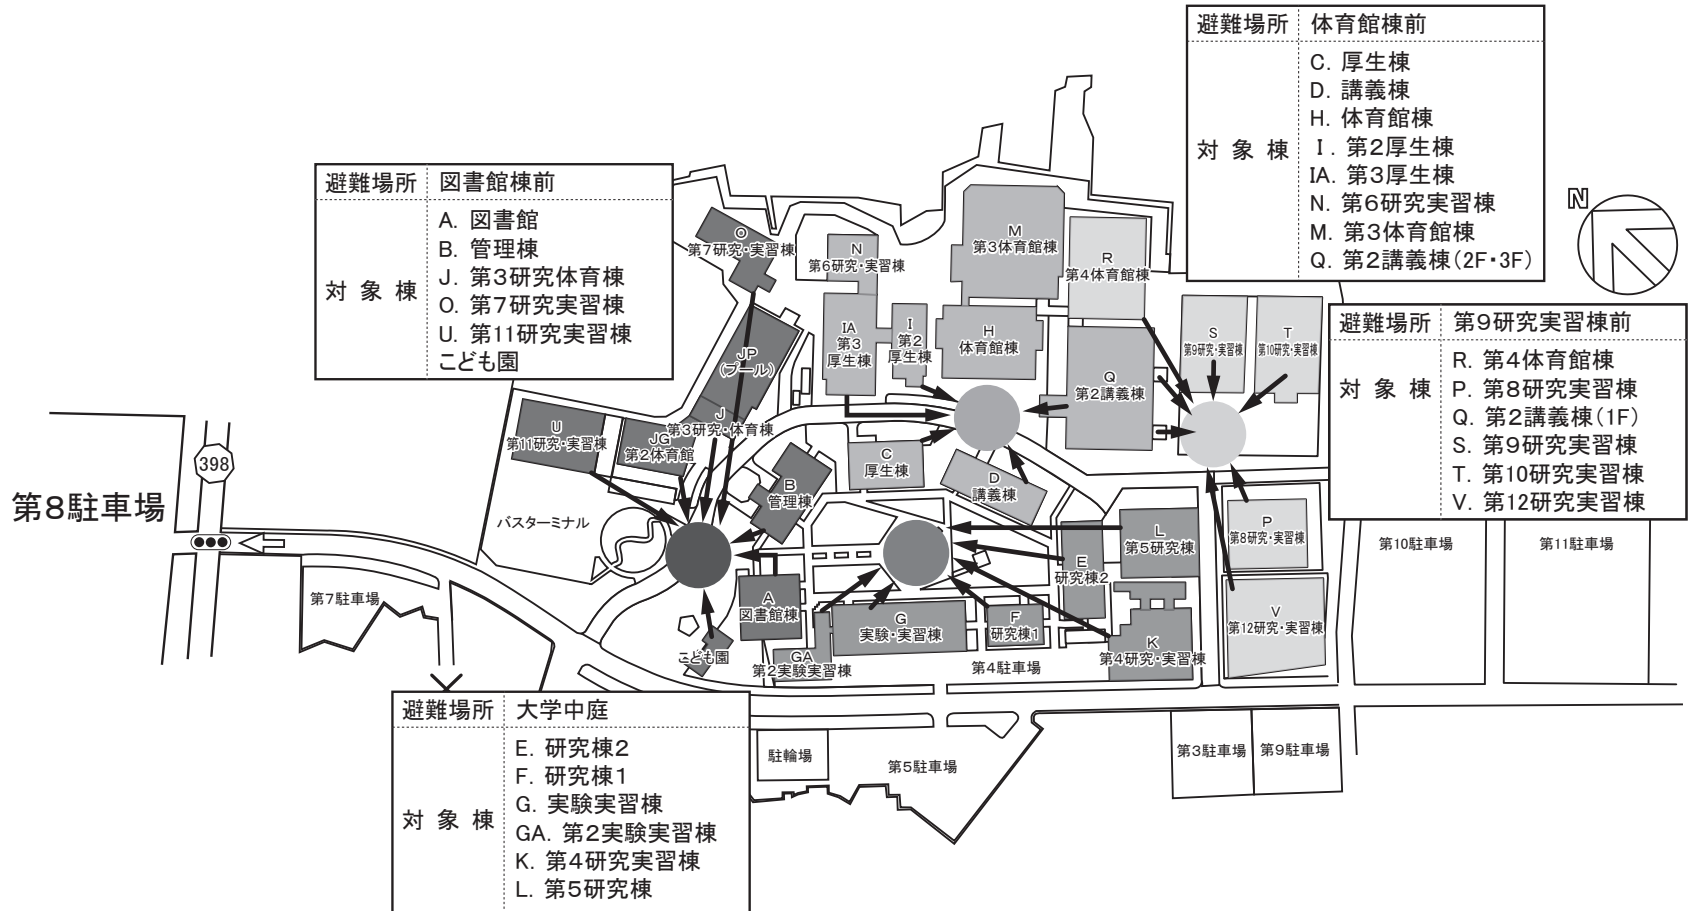 避難場所 体育館棟前
対象棟
C. 厚生棟
D. 講義棟
H. 体育館棟
I. 第2厚生棟
IA. 第3厚生棟
N. 第6研究実習棟
M. 第3体育館棟
Q. 第2講義棟(2F・3F)
避難場所 図書館棟前
対象棟
A. 図書館
B. 管理棟
J. 第3研究体育棟
O. 第7研究実習棟
U. 第11研究実習棟
こども園
N
避難場所 第9研究実習棟前
対象棟
R. 第4体育館棟
P. 第8研究実習棟
Q. 第2講義棟(1F)
S. 第9研究実習棟
T. 第10研究実習棟
V. 第12研究実習棟
O
第7研究・実習棟
N
第6研究・実習棟
M
第3体育館棟
R
第4体育館棟
IA
第3
厚生棟
I
第2
厚生棟
H
体育館棟
S
第9研究・実習棟
T
第10研究・実習棟
JP
(プール)
Q
第2講義棟
J
第3研究・体育棟
U
第11研究・実習棟
JG
第2体育館
C
厚生棟
D
講義棟
B
管理棟
398
第8駐車場
バスターミナル
L
第5研究棟
P
第8研究・実習棟
第10駐車場
第11駐車場
E
研究棟2
第7駐車場
A
図書館棟
G
実験・実習棟
F
研究棟1
V
第12研究・実習棟
こども園
GA
第2実験実習棟
第4駐車場
K
第4研究・実習棟
避難場所 大学中庭
対象棟
E. 研究棟2
F. 研究棟1
G. 実験実習棟
GA. 第2実験実習棟
K. 第4研究実習棟
L. 第5研究棟
駐輪場
第5駐車場
第3駐車場
第9駐車場